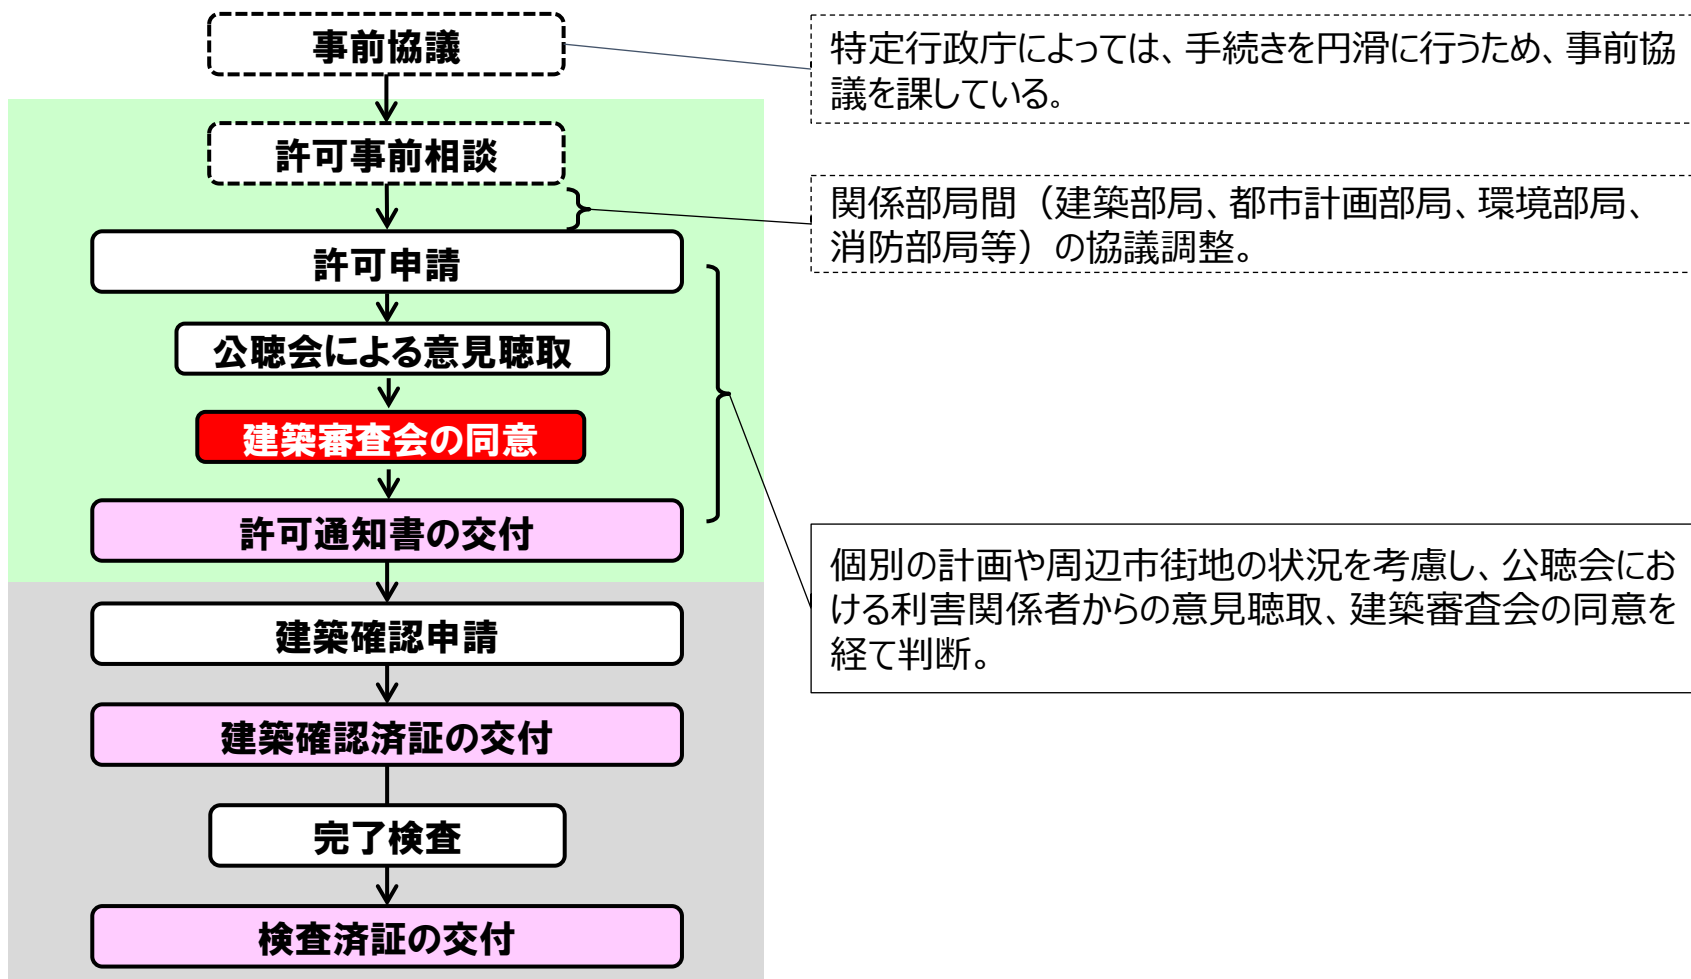 事前協議
特定行政庁によっては、手続きを円滑に行うため、事前協
議を課している。
許可事前相談
関係部局間（建築部局、都市計画部局、環境部局、
消防部局等）の協議調整。
許可申請
公聴会による意見聴取
建築審査会の同意
許可通知書の交付
個別の計画や周辺市街地の状況を考慮し、公聴会にお
ける利害関係者からの意見聴取、建築審査会の同意を
経て判断。
建築確認申請
建築確認済証の交付
完了検査
検査済証の交付